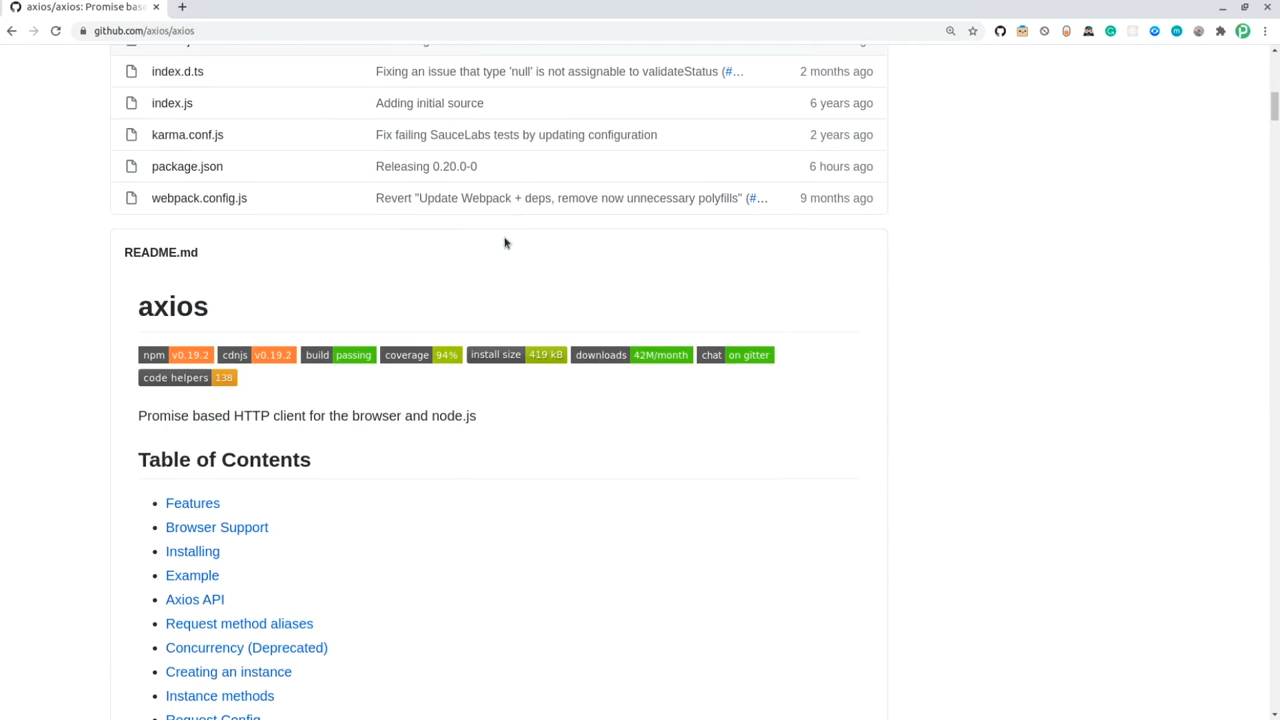 axios/axios: Promise bas
github.com/axios/axios
index.d.ts Fixing an issue that type 'null' is not assignable to validateStatus (#... 2 months ago
index.js Adding initial source 6 years ago
karma.conf.js Fix failing SauceLabs tests by updating configuration 2 years ago
package.json Releasing 0.20.0-0 6 hours ago
webpack.config.js Revert "Update Webpack + deps, remove now unnecessary polyfills" (#... 9 months ago
README.md
axios
npm v0.19.2 cdnjs v0.19.2 build passing coverage 94% install size 419 kB downloads 42M/month chat on gitter
code helpers 138
Promise based HTTP client for the browser and node.js
Table of Contents
• Features
• Browser Support
• Installing
• Example
• Axios API
• Request method aliases
• Concurrency (Deprecated)
• Creating an instance
• Instance methods
• Request Config